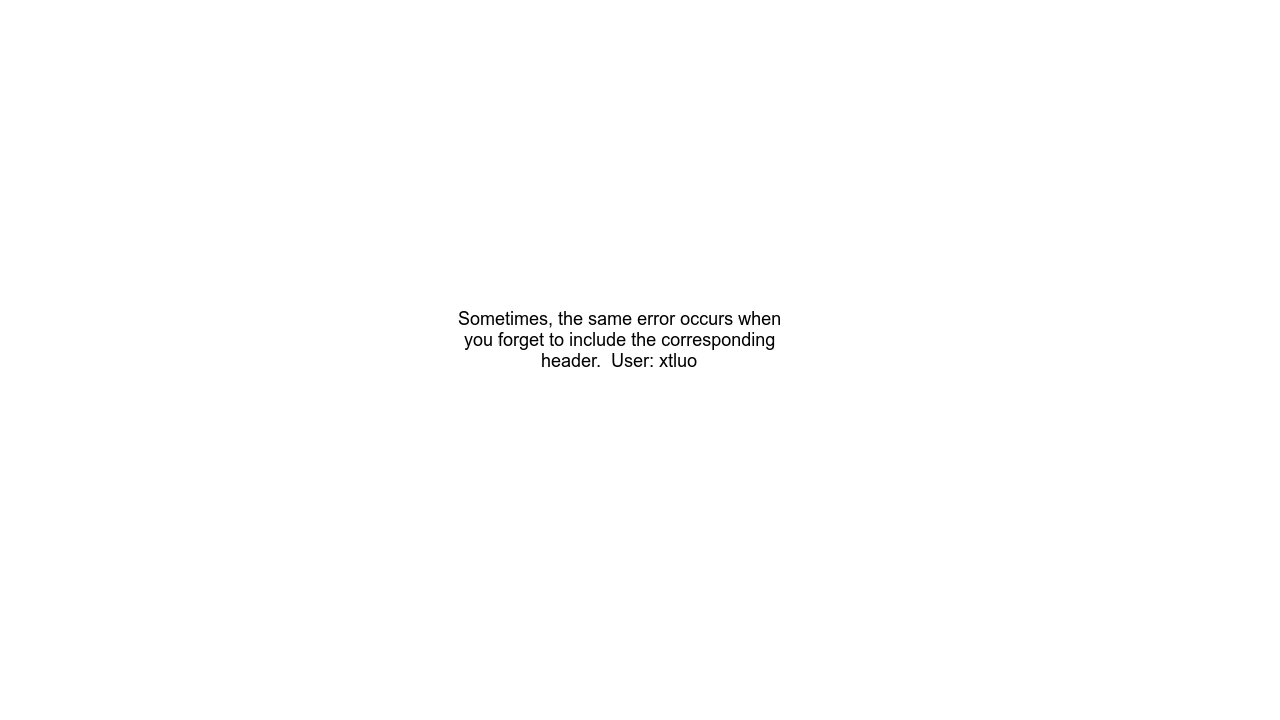 Sometimes, the same error occurs when
you forget to include the corresponding
header.  User: xtluo